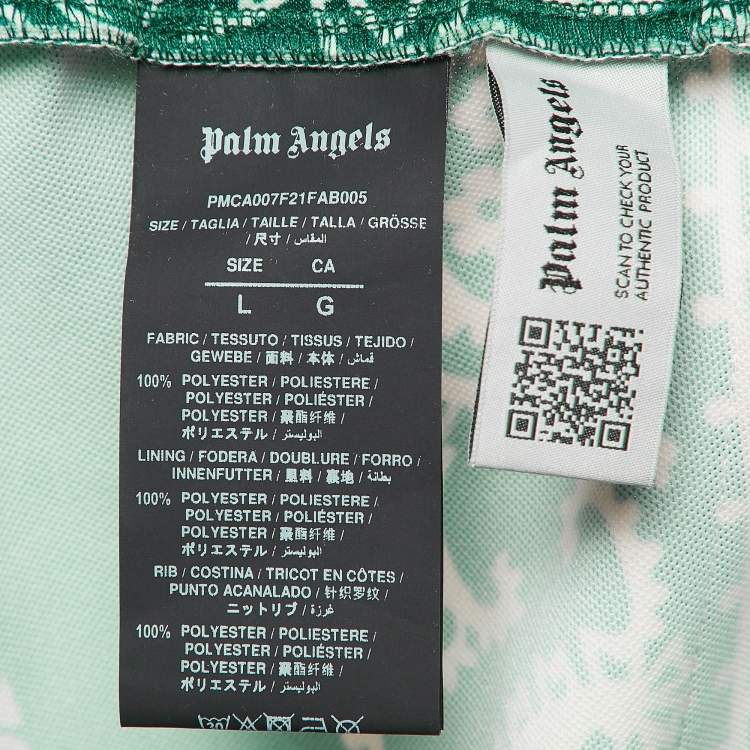 Palm Angels
PMCA007F21FAB005
SIZE / TAGLIA / TAILLE / TALLA / GRÖSSE
/ 尺寸 / المقاس
SIZE CA
L G
FABRIC / TESSUTO / TISSUS / TEJIDO /
GEWEBE / 面料 / 本体 / قماش
100% POLYESTER / POLIESTERE /
POLYESTER / POLIÉSTER /
POLYESTER / 聚酯纤维 /
ポリエステル / البوليستر
LINING / FODERA / DOUBLURE / FORRO /
INNENFUTTER / 里料 / 裏地 / بطانة
100% POLYESTER / POLIESTERE /
POLYESTER / POLIÉSTER /
POLYESTER / 聚酯纤维 /
ポリエステル / البوليستر
RIB / COSTINA / TRICOT EN CÔTES /
PUNTO ACANALADO / 针织罗纹 /
ニットリブ / غرزة
100% POLYESTER / POLIESTERE /
POLYESTER / POLIÉSTER /
POLYESTER / 聚酯纤维 /
ポリエステル / البوليستر
Palm Angels
SCAN TO CHECK YOUR
AUTHENTIC PRODUCT